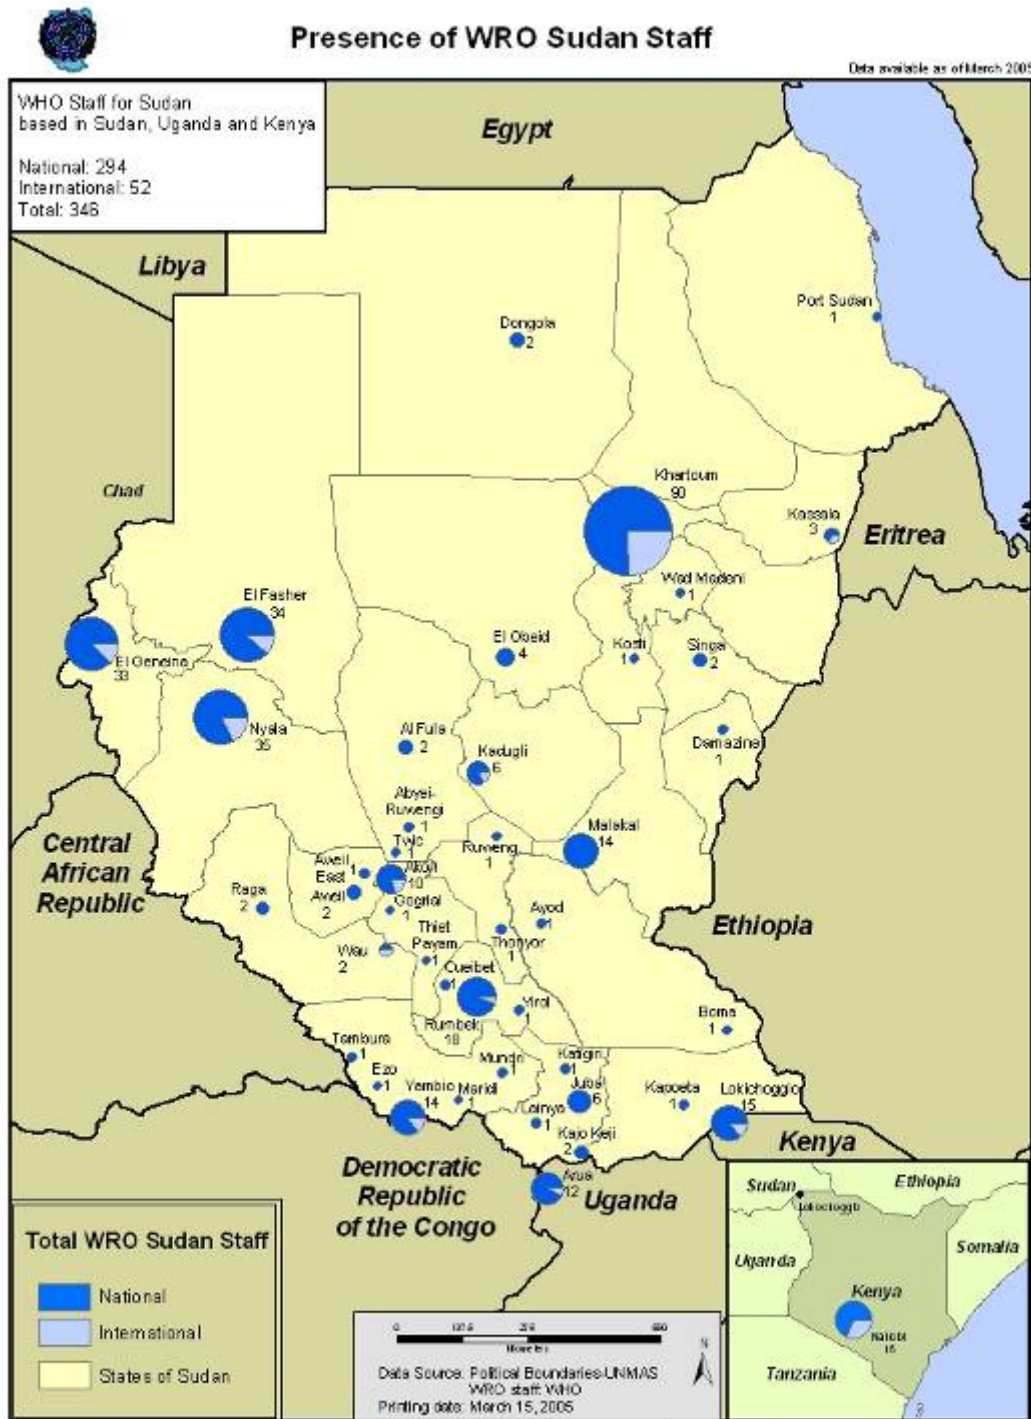 Presence of WRO Sudan Staff
Data available as of March 2005
WHO Staff for Sudan
based in Sudan, Uganda and Kenya
National: 294
International: 52
Total: 346
Egypt
Libya
Port Sudan
1
Dongola
2
Khartoum
90
Chad
Kassala
3
Eritrea
Wad Madeni
1
El Fasher
34
El Obeid
4
Kosti
1
Singa
2
El Geneina
33
Nyala
35
Al Fula
2
Kadugli
6
Damazine
1
Abyei-
Ruwengi
1
Twic
1
Ruweng
1
Malakal
14
Central
African
Republic
Aweil
East
1
Akon
10
Aweil
2
Gogrial
1
Raga
2
Ayod
1
Ethiopia
Thiet
Payam
1
Thonyor
1
Wau
2
Cueibet
1
Yirol
1
Rumbek
18
Boma
1
Tambura
1
Mundri
1
Katigiri
1
Ezo
1
Yambio
14
Maridi
1
Juba
6
Kapoeta
1
Lokichoggio
15
Lainya
1
Kajo Keji
2
Kenya
Democratic
Republic
of the Congo
Arua
12
Uganda
Sudan
Ethiopia
Lokichoggio
Uganda
Somalia
Kenya
Nairobi
Tanzania
Total WRO Sudan Staff
National
International
States of Sudan
0
Kilometers
N
Data Source: Political Boundaries-UNMAS
WRO staff: WHO
Printing date: March 15, 2005